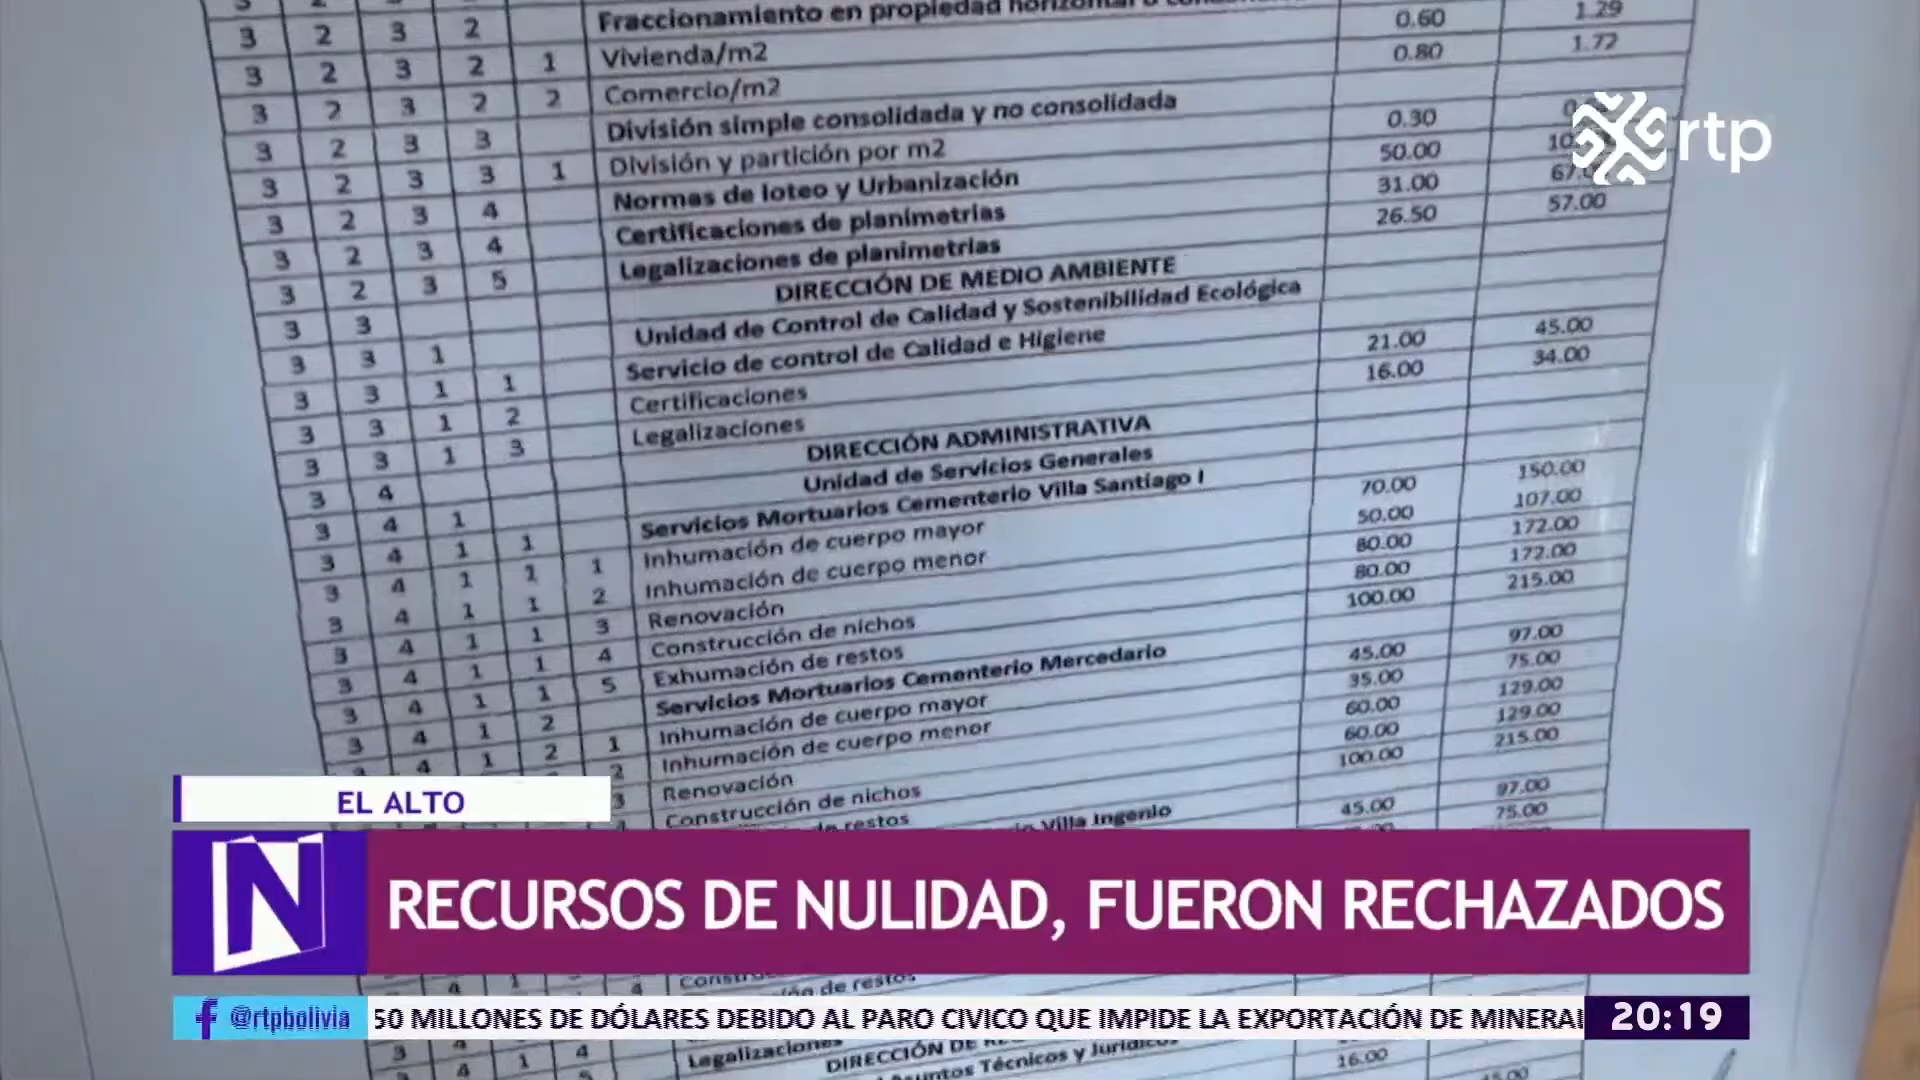 3 2
Fraccionamiento en propiedad horizontal
3 2 3 2 0.60 1.29
3 2 3 2 1 Vivienda/m2 0.80 1.72
3 2 3 2 2 Comercio/m2
3 2 3 3 División simple consolidada y no consolidada 0.30
3 2 3 3 1 División y partición por m2 50.00
3 2 3 4 Normas de loteo y Urbanización 31.00
3 2 3 4 Certificaciones de planimetrías 26.50 57.00
3 2 3 5 Legalizaciones de planimetrías
3 3 DIRECCIÓN DE MEDIO AMBIENTE
3 3 1 Unidad de Control de Calidad y Sostenibilidad Ecológica
3 3 1 1 Servicio de control de Calidad e Higiene 21.00 45.00
3 3 1 2 Certificaciones 16.00 34.00
3 3 1 3 Legalizaciones
3 4 DIRECCIÓN ADMINISTRATIVA
3 4 1 Unidad de Servicios Generales
3 4 1 1 Servicios Mortuarios Cementerio Villa Santiago I
3 4 1 1 1 Inhumación de cuerpo mayor 70.00 150.00
3 4 1 1 2 Inhumación de cuerpo menor 50.00 107.00
3 4 1 1 3 Renovación 80.00 172.00
3 4 1 1 4 Construcción de nichos 80.00 172.00
3 4 1 1 5 Exhumación de restos 100.00 215.00
3 4 1 2 Servicios Mortuarios Cementerio Mercedario
3 4 1 2 1 Inhumación de cuerpo mayor 45.00 97.00
2 Inhumación de cuerpo menor 35.00 75.00
3 Renovación 60.00 129.00
Construcción de nichos 60.00 129.00
de restos 100.00 215.00
Villa Ingenio
45.00 97.00
75.00
rtp
EL ALTO
N RECURSOS DE NULIDAD, FUERON RECHAZADOS
de restos
f @rtpbolivia 50 MILLONES DE DÓLARES DEBIDO AL PARO CIVICO QUE IMPIDE LA EXPORTACIÓN DE MINERAL 20:19
3 4 1 4 Legalizaciones
DIRECCIÓN DE
4 1 5 Técnicos y Jurídicos 16.00